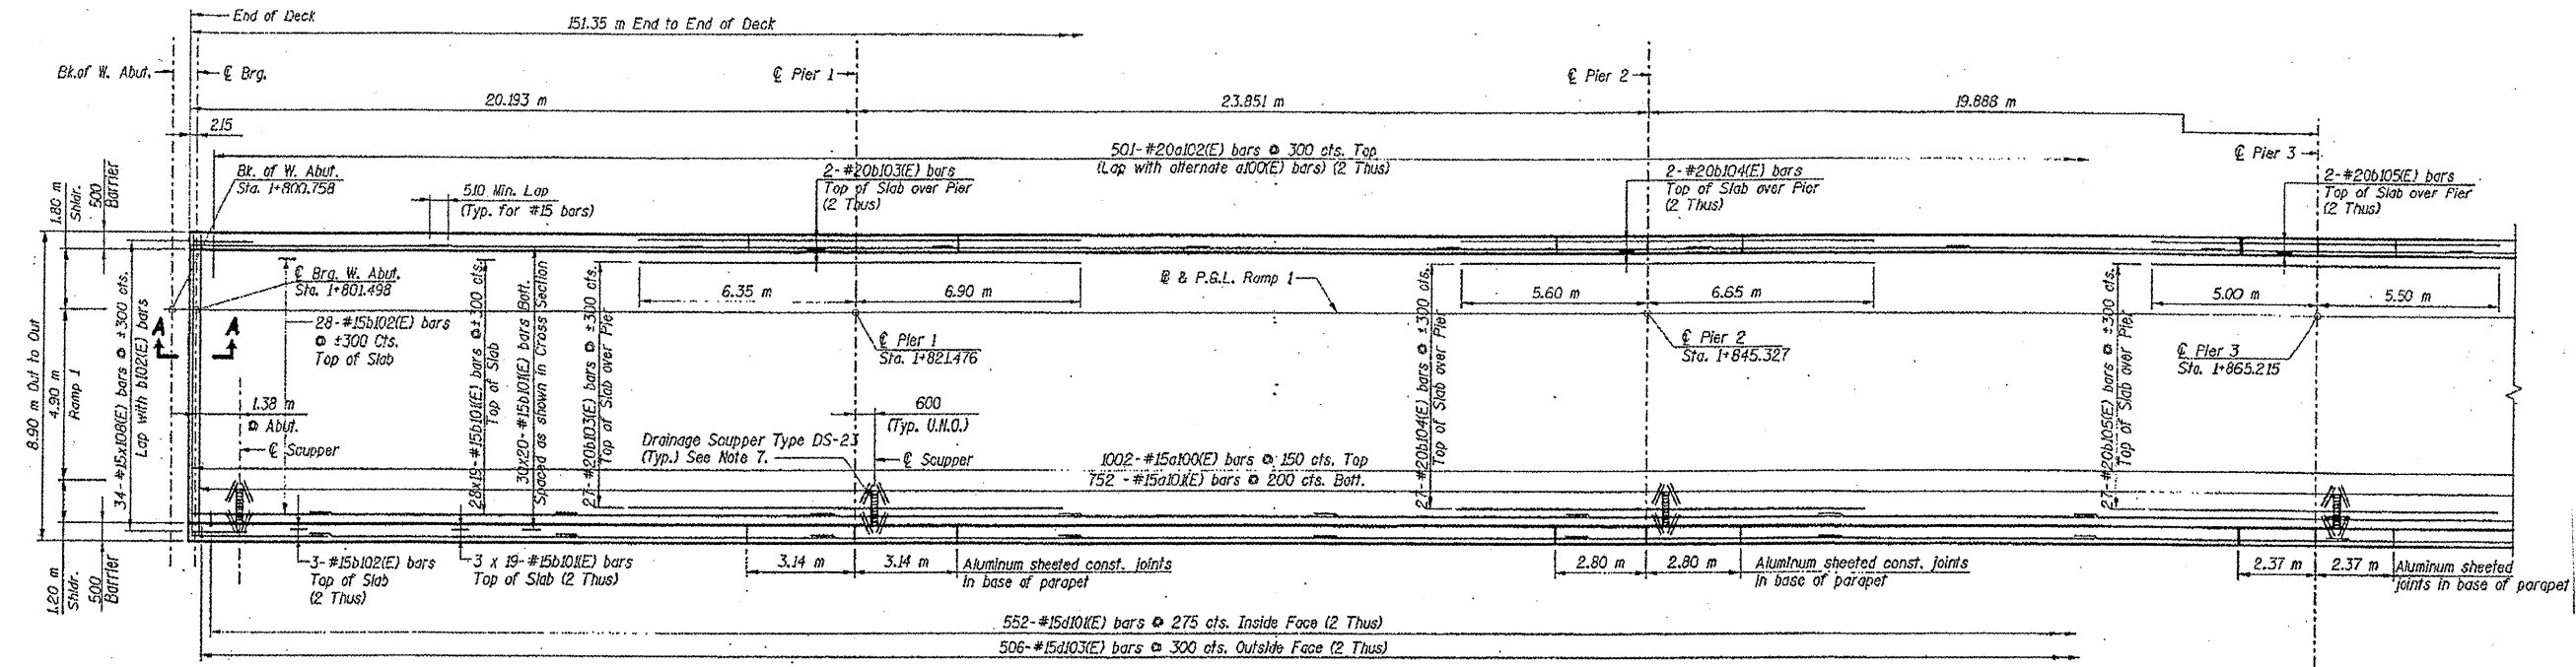 End of Deck
151.35 m End to End of Deck
Bk.of W. Abut.
℄ Brg.
℄ Pier 1
℄ Pier 2
20.193 m
23.851 m
19.888 m
215
501-#20a102(E) bars @ 300 cts. Top
(Lap with alternate a100(E) bars) (2 Thus)
℄ Pier 3
1.80 m
Shldr.
500
Barrier
Bk. of W. Abut.
Sta. 1+800.758
510 Min. Lap
(Typ. for #15 bars)
2-#20b103(E) bars
Top of Slab over Pier
(2 Thus)
2-#20b104(E) bars
Top of Slab over Pier
(2 Thus)
2-#20b105(E) bars
Top of Slab over Pier
(2 Thus)
℄ Brg. W. Abut.
Sta. 1+801.498
6.35 m
6.90 m
℄ & P.G.L. Ramp 1
5.60 m
6.65 m
5.00 m
5.50 m
A
A
28-#15b102(E) bars
@ ±300 Cts.
Top of Slab
℄ Pier 1
Sta. 1+821.476
℄ Pier 2
Sta. 1+845.327
℄ Pier 3
Sta. 1+865.215
8.90 m Out to Out
4.90 m
Ramp 1
34-#15x108(E) bars @ ±300 cts.
Lap with b102(E) bars
28x19-#15b101(E) bars @ ±300 cts.
Top of Slab
30x20-#15b101(E) bars Bott.
Spaced as shown in Cross Section
27-#20b103(E) bars @ ±300 cts.
Top of Slab over Pier
27-#20b104(E) bars @ ±300 cts.
Top of Slab over Pier
27-#20b105(E) bars @ ±300 cts.
Top of Slab over Pier
1.38 m
@ Abut.
℄ Scupper
600
(Typ. U.N.O.)
Drainage Scupper Type DS-23
(Typ.) See Note 7.
℄ Scupper
1002-#15a100(E) bars @ 150 cts. Top
752 -#15a101(E) bars @ 200 cts. Bott.
1.20 m
Shldr.
500
Barrier
3-#15b102(E) bars
Top of Slab
(2 Thus)
3 x 19-#15b101(E) bars
Top of Slab (2 Thus)
3.14 m
3.14 m
Aluminum sheeted const. joints
in base of parapet
2.80 m
2.80 m
Aluminum sheeted const. joints
in base of parapet
2.37 m
2.37 m
Aluminum sheeted
joints in base of parapet
552-#15d101(E) bars @ 275 cts. Inside Face (2 Thus)
506-#15d103(E) bars @ 300 cts. Outside Face (2 Thus)